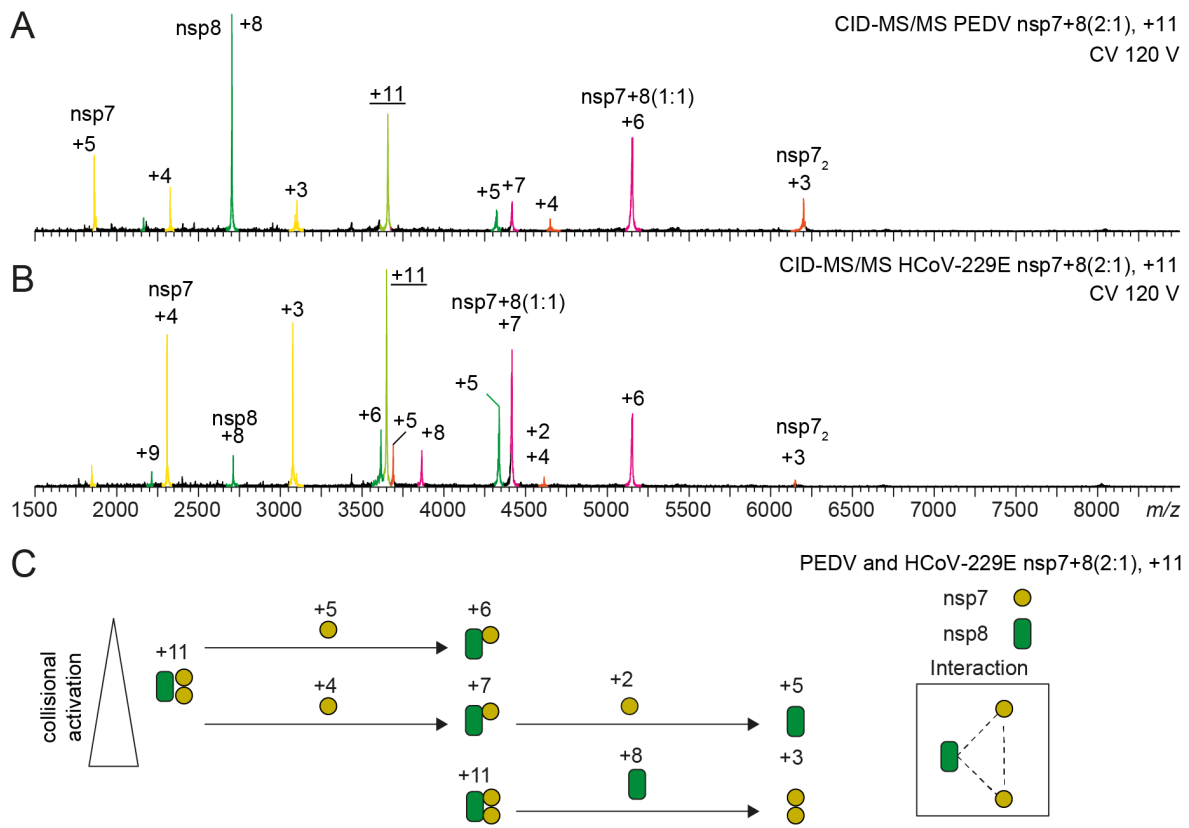 A
CID-MS/MS PEDV nsp7+8(2:1), +11
CV 120 V
nsp8 +8
nsp7
+5
+4
+3
+11
+5
+7
+4
nsp7+8(1:1)
+6
nsp7₂
+3
B
CID-MS/MS HCoV-229E nsp7+8(2:1), +11
CV 120 V
nsp7
+4
+9
nsp8
+8
+3
+6
+11
+5
+8
+5
nsp7+8(1:1)
+7
+2
+4
+6
nsp7₂
+3
1500 2000 2500 3000 3500 4000 4500 5000 5500 6000 6500 7000 7500 8000 m/z
C
PEDV and HCoV-229E nsp7+8(2:1), +11
collisional
activation
+11
+5
+6
+4
+7
+2
+5
+11
+8
+3
nsp7
nsp8
Interaction